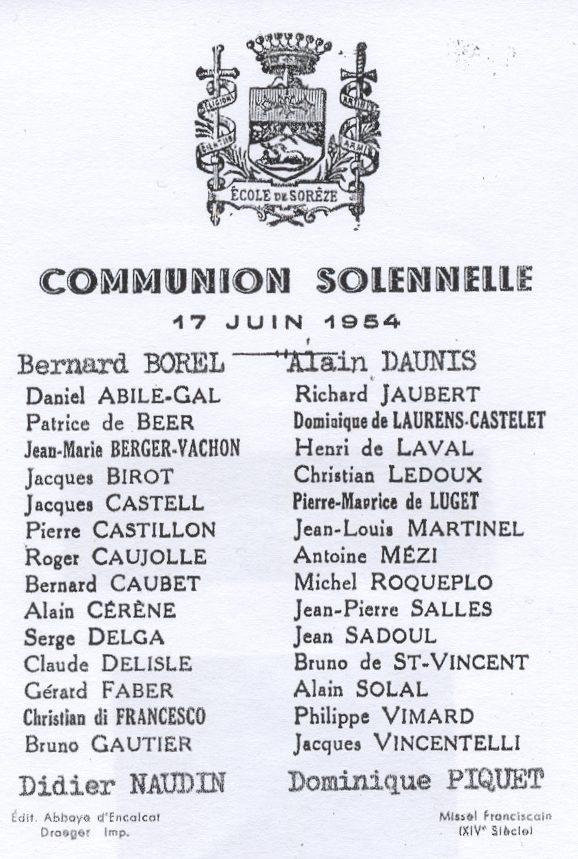 RELIGIONI
SCIENTIIS
ARTIBUS
ARMIS
ÉCOLE DE SORÈZE
COMMUNION SOLENNELLE
17 JUIN 1954
Bernard BOREL
Daniel ABILE-GAL
Patrice de BEER
Jean-Marie BERGER-VACHON
Jacques BIROT
Jacques CASTELL
Pierre CASTILLON
Roger CAUJOLLE
Bernard CAUBET
Alain CÉRÈNE
Serge DELGA
Claude DELISLE
Gérard FABER
Christian di FRANCESCO
Bruno GAUTIER
Didier NAUDIN
Alain DAUNIS
Richard JAUBERT
Dominique de LAURENS-CASTELET
Henri de LAVAL
Christian LEDOUX
Pierre-Maurice de LUGET
Jean-Louis MARTINEL
Antoine MÉZI
Michel ROQUEPLO
Jean-Pierre SALLES
Jean SADOUL
Bruno de ST-VINCENT
Alain SOLAL
Philippe VIMARD
Jacques VINCENTELLI
Dominique PIQUET
Édit. Abbaye d'Encalcat
Draeger Imp.
Missel Franciscain
(XIVe Siècle)